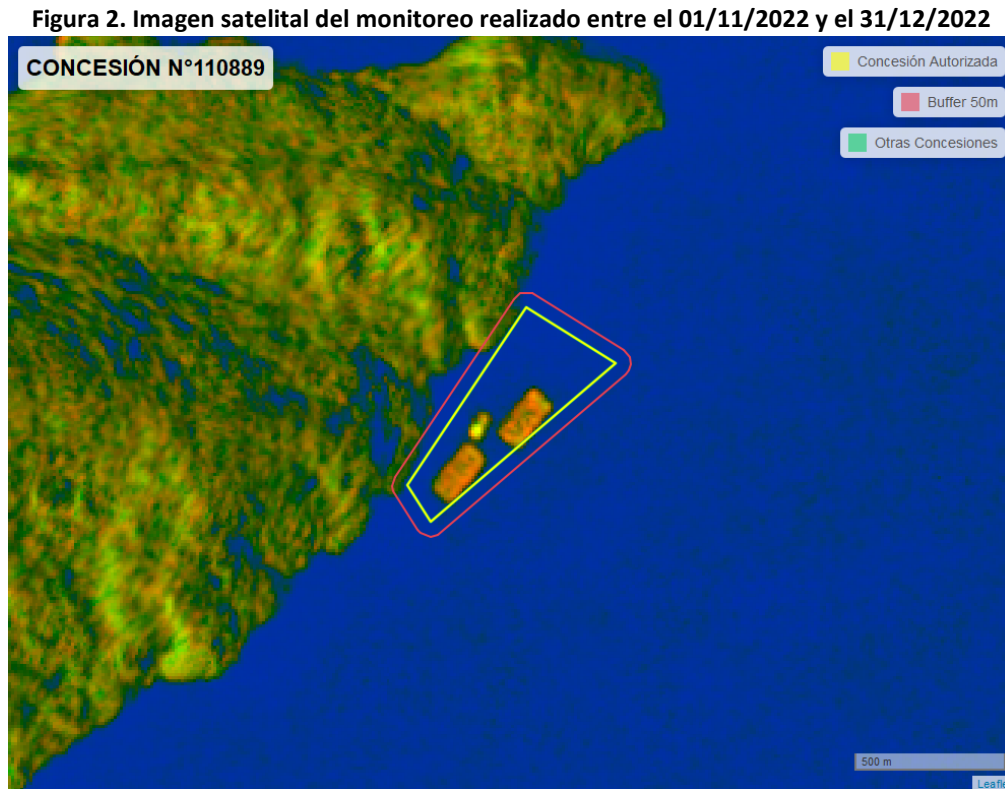 Figura 2. Imagen satelital del monitoreo realizado entre el 01/11/2022 y el 31/12/2022
CONCESIÓN N°110889
Concesión Autorizada
Buffer 50m
Otras Concesiones
500 m
Leafle